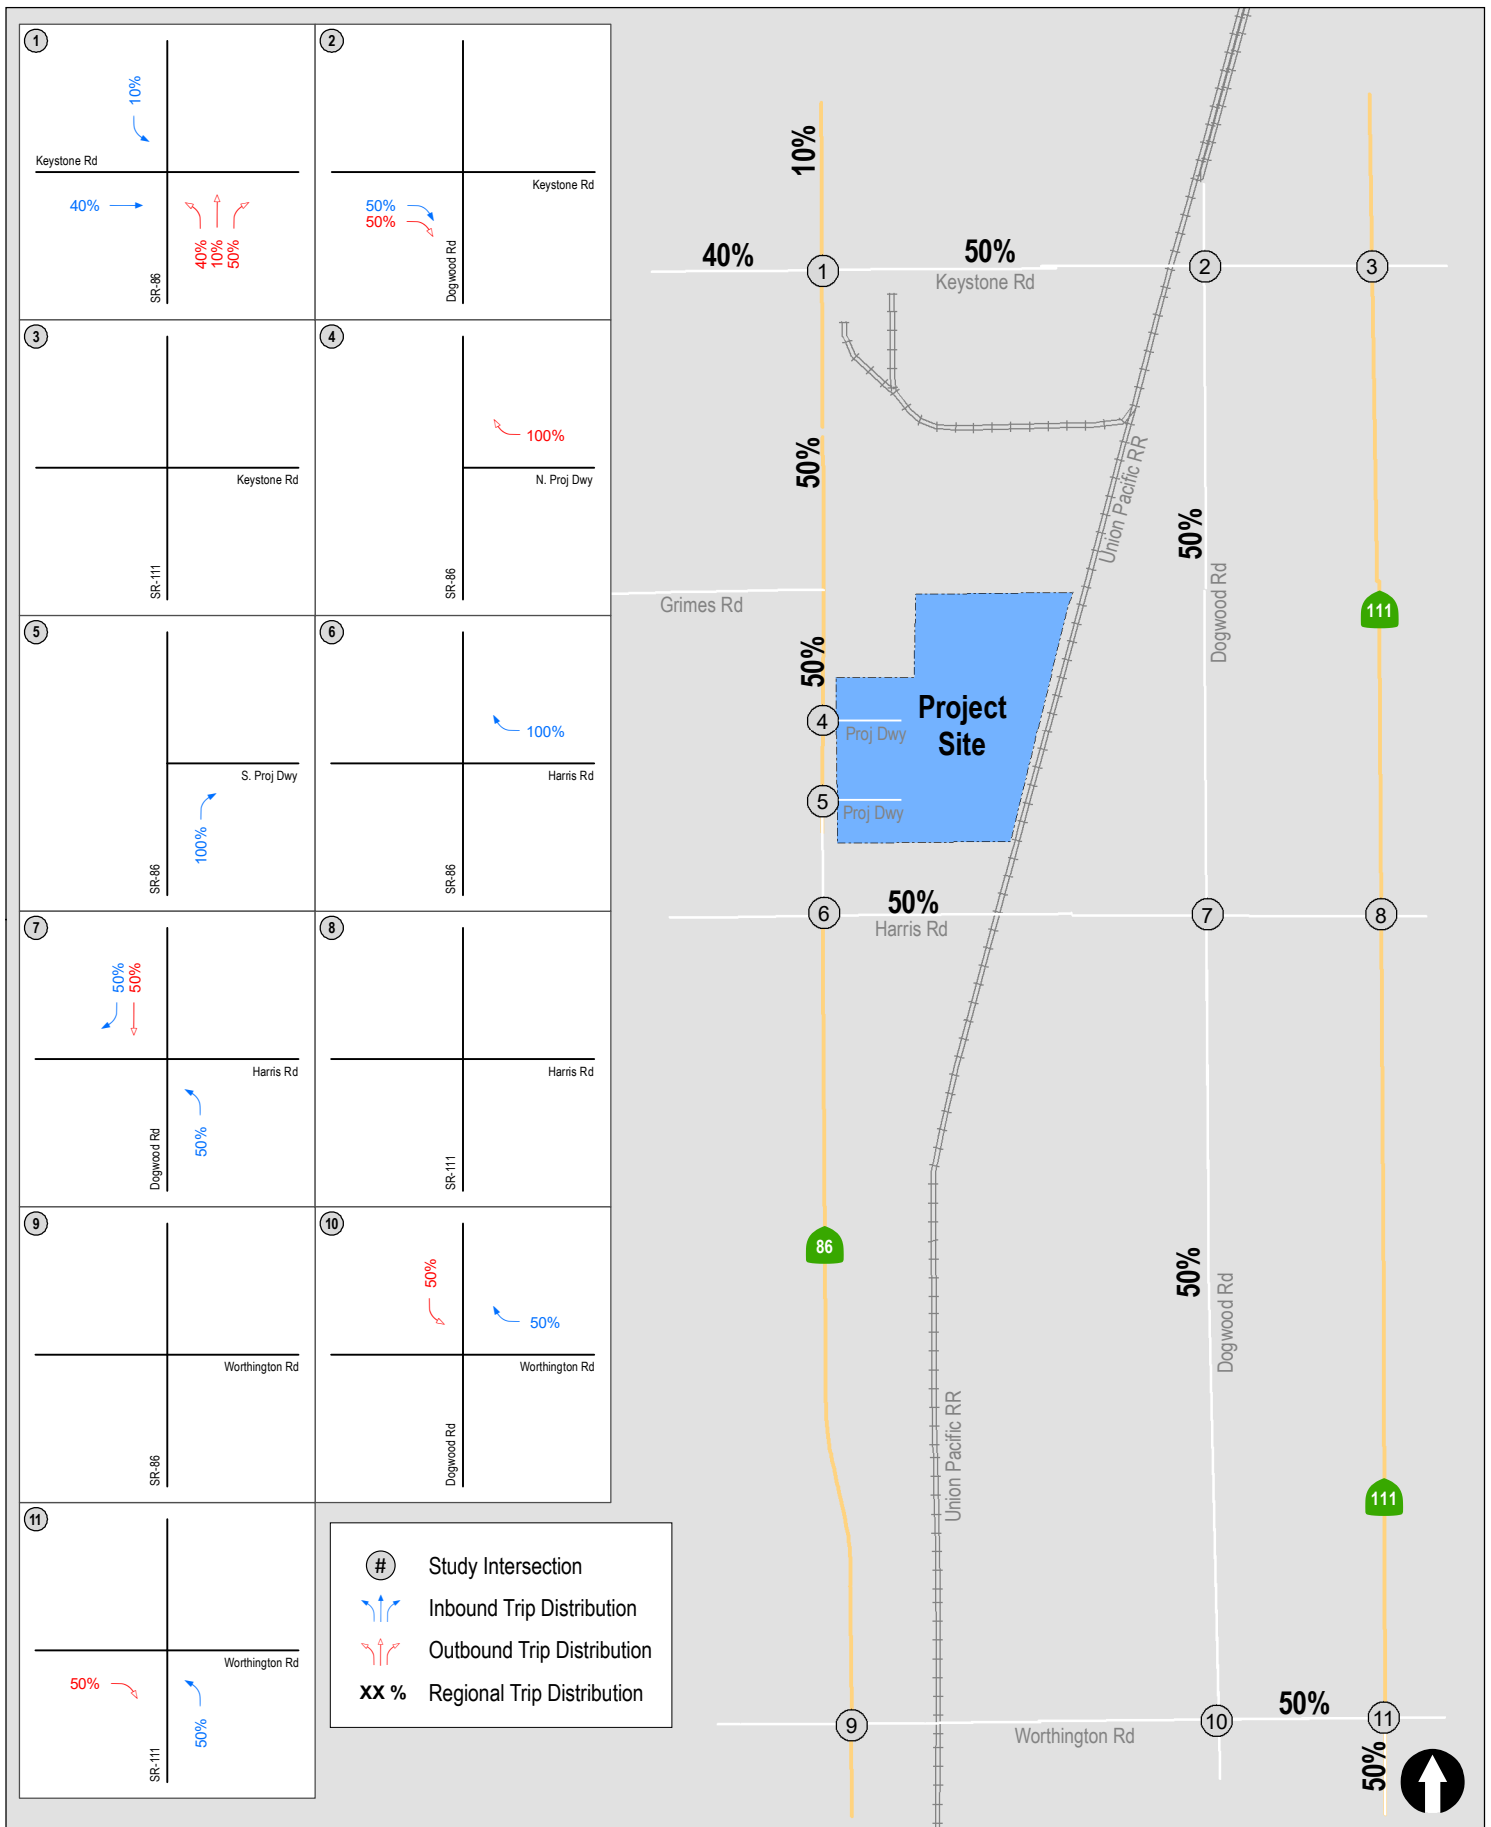 1
10%
Keystone Rd
40%
40%
10%
50%
SR-86
2
Keystone Rd
50%
50%
Dogwood Rd
3
Keystone Rd
SR-111
4
100%
N. Proj Dwy
SR-86
5
S. Proj Dwy
100%
SR-86
6
100%
Harris Rd
SR-86
7
50%
50%
Harris Rd
50%
Dogwood Rd
8
Harris Rd
SR-111
9
Worthington Rd
SR-86
10
50%
50%
Worthington Rd
Dogwood Rd
11
Worthington Rd
50%
50%
SR-111
# Study Intersection
Inbound Trip Distribution
Outbound Trip Distribution
XX % Regional Trip Distribution
10%
40%
1
50%
Keystone Rd
2
3
50%
Union Pacific RR
50%
Dogwood Rd
111
Grimes Rd
50%
Project
Site
4
Proj Dwy
5
Proj Dwy
6
50%
Harris Rd
7
8
86
50%
Dogwood Rd
Union Pacific RR
111
9
Worthington Rd
10
50%
11
50%